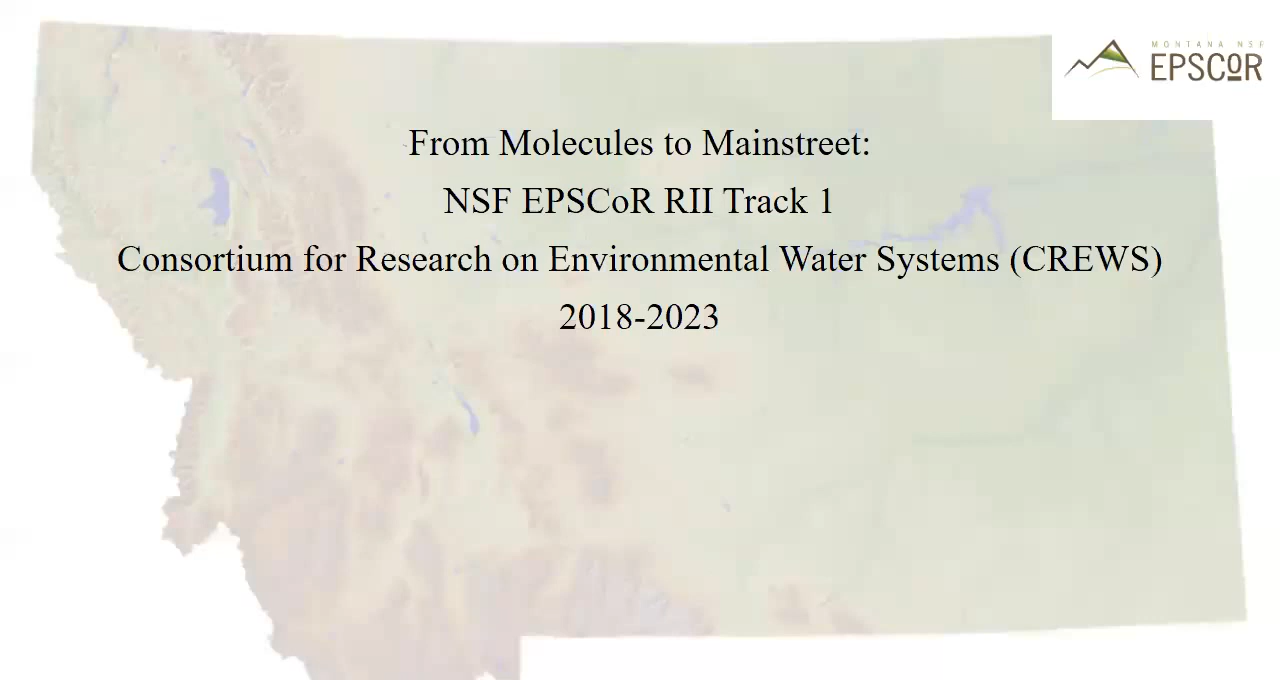 MONTANA NSF
EPSCoR
From Molecules to Mainstreet:
NSF EPSCoR RII Track 1
Consortium for Research on Environmental Water Systems (CREWS)
2018-2023